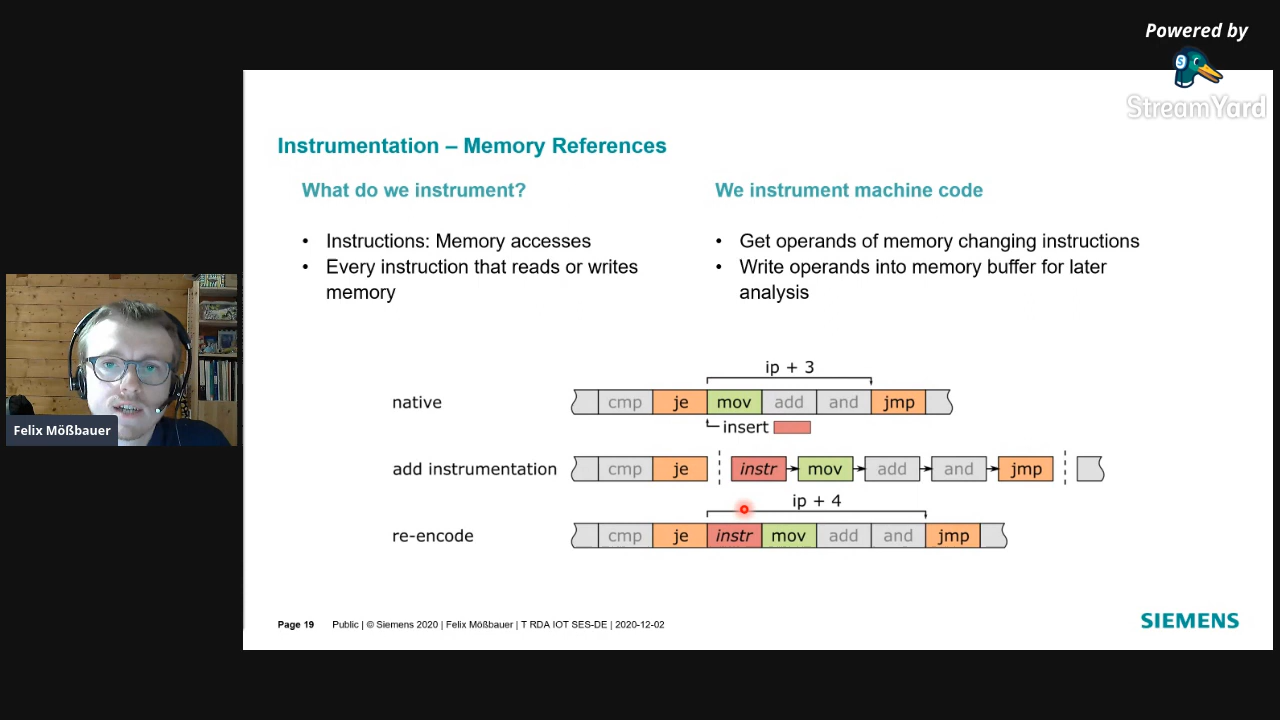 Powered by
StreamYard
Instrumentation – Memory References
What do we instrument?
• Instructions: Memory accesses
• Every instruction that reads or writes
memory
We instrument machine code
• Get operands of memory changing instructions
• Write operands into memory buffer for later
analysis
ip + 3
native cmp je mov add and jmp
insert
add instrumentation cmp je instr mov add and jmp
ip + 4
re-encode cmp je instr mov add and jmp
Felix Mößbauer
Page 19 Public | © Siemens 2020 | Felix Mößbauer | T RDA IOT SES-DE | 2020-12-02
SIEMENS